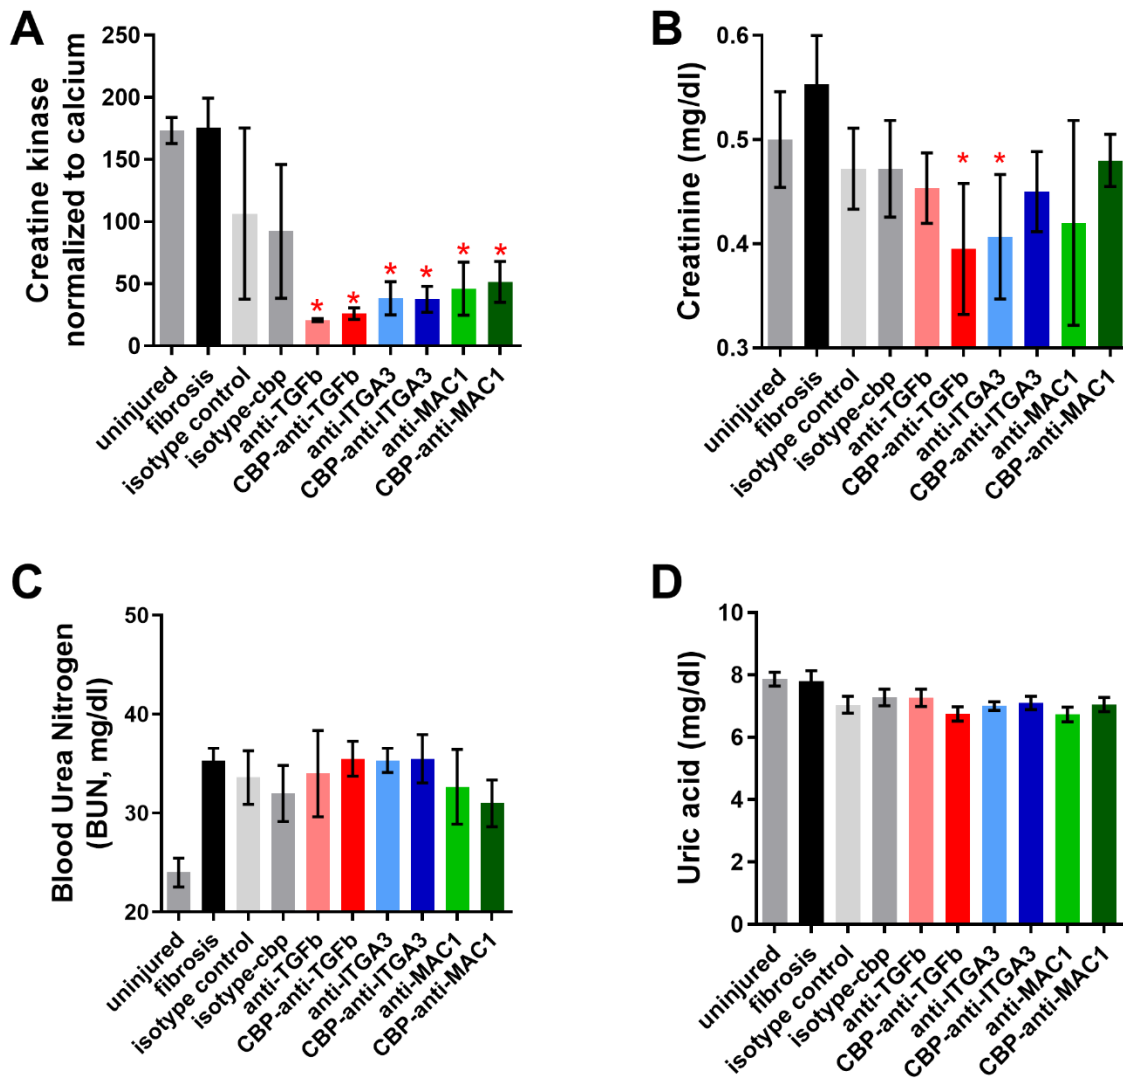 A
Creatine kinase
normalized to calcium
250
200
150
100
50
0
* * * * * *
uninjured
fibrosis
isotype control
isotype-cbp
anti-TGFb
CBP-anti-TGFb
anti-ITGA3
CBP-anti-ITGA3
anti-MAC1
CBP-anti-MAC1
B
Creatinine (mg/dl)
0.6
0.5
0.4
0.3
* *
uninjured
fibrosis
isotype control
isotype-cbp
anti-TGFb
CBP-anti-TGFb
anti-ITGA3
CBP-anti-ITGA3
anti-MAC1
CBP-anti-MAC1
C
Blood Urea Nitrogen
(BUN, mg/dl)
50
40
30
20
uninjured
fibrosis
isotype control
isotype-cbp
anti-TGFb
CBP-anti-TGFb
anti-ITGA3
CBP-anti-ITGA3
anti-MAC1
CBP-anti-MAC1
D
Uric acid (mg/dl)
10
8
6
4
2
0
uninjured
fibrosis
isotype control
isotype-cbp
anti-TGFb
CBP-anti-TGFb
anti-ITGA3
CBP-anti-ITGA3
anti-MAC1
CBP-anti-MAC1